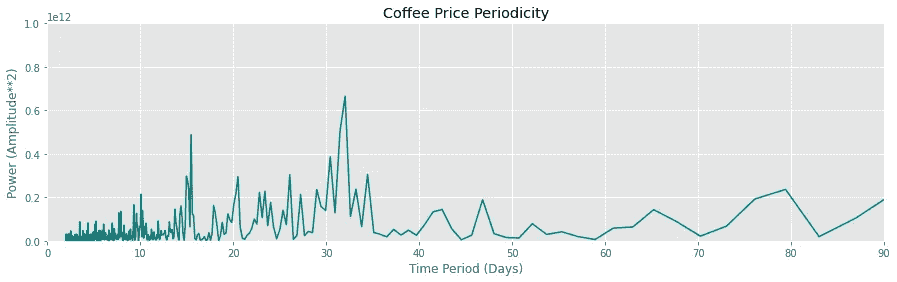 Coffee Price Periodicity
1e12
1.0
0.8
0.6
0.4
0.2
0.0
Power (Amplitude**2)
0 10 20 30 40 50 60 70 80 90
Time Period (Days)